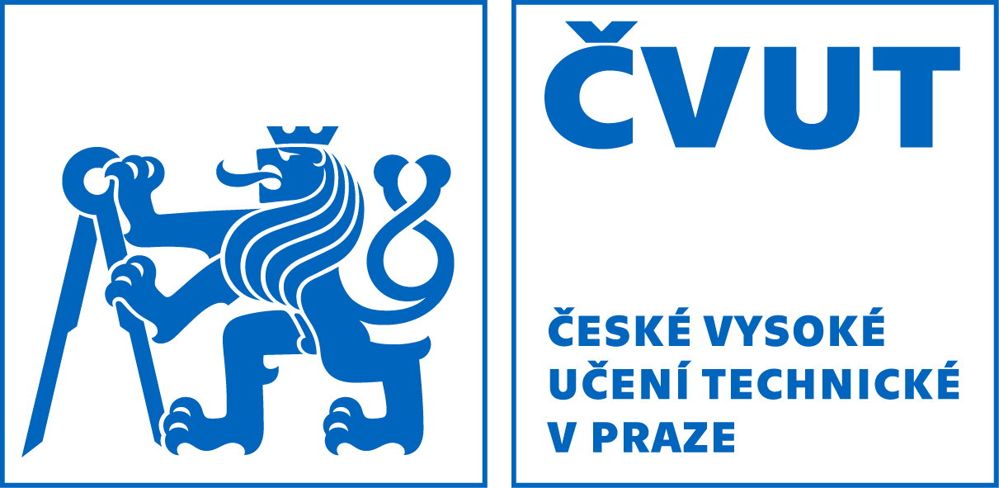 ČVUT
ČESKÉ VYSOKÉ
UČENÍ TECHNICKÉ
V PRAZE